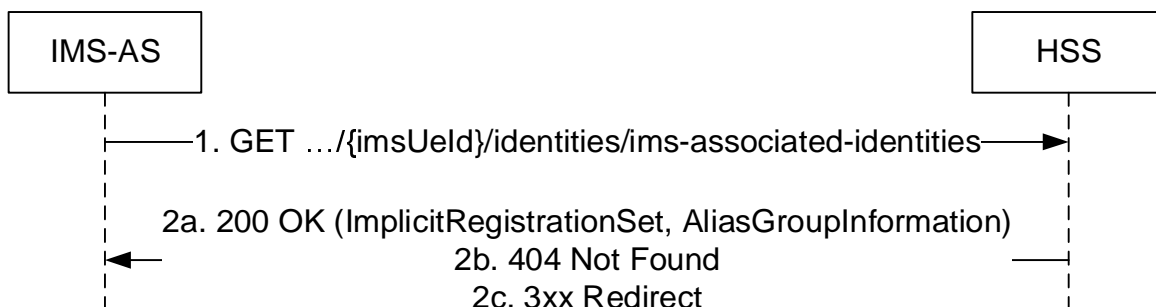 IMS-AS
HSS
1. GET …/{imsUeId}/identities/ims-associated-identities
2a. 200 OK (ImplicitRegistrationSet, AliasGroupInformation)
2b. 404 Not Found
2c. 3xx Redirect